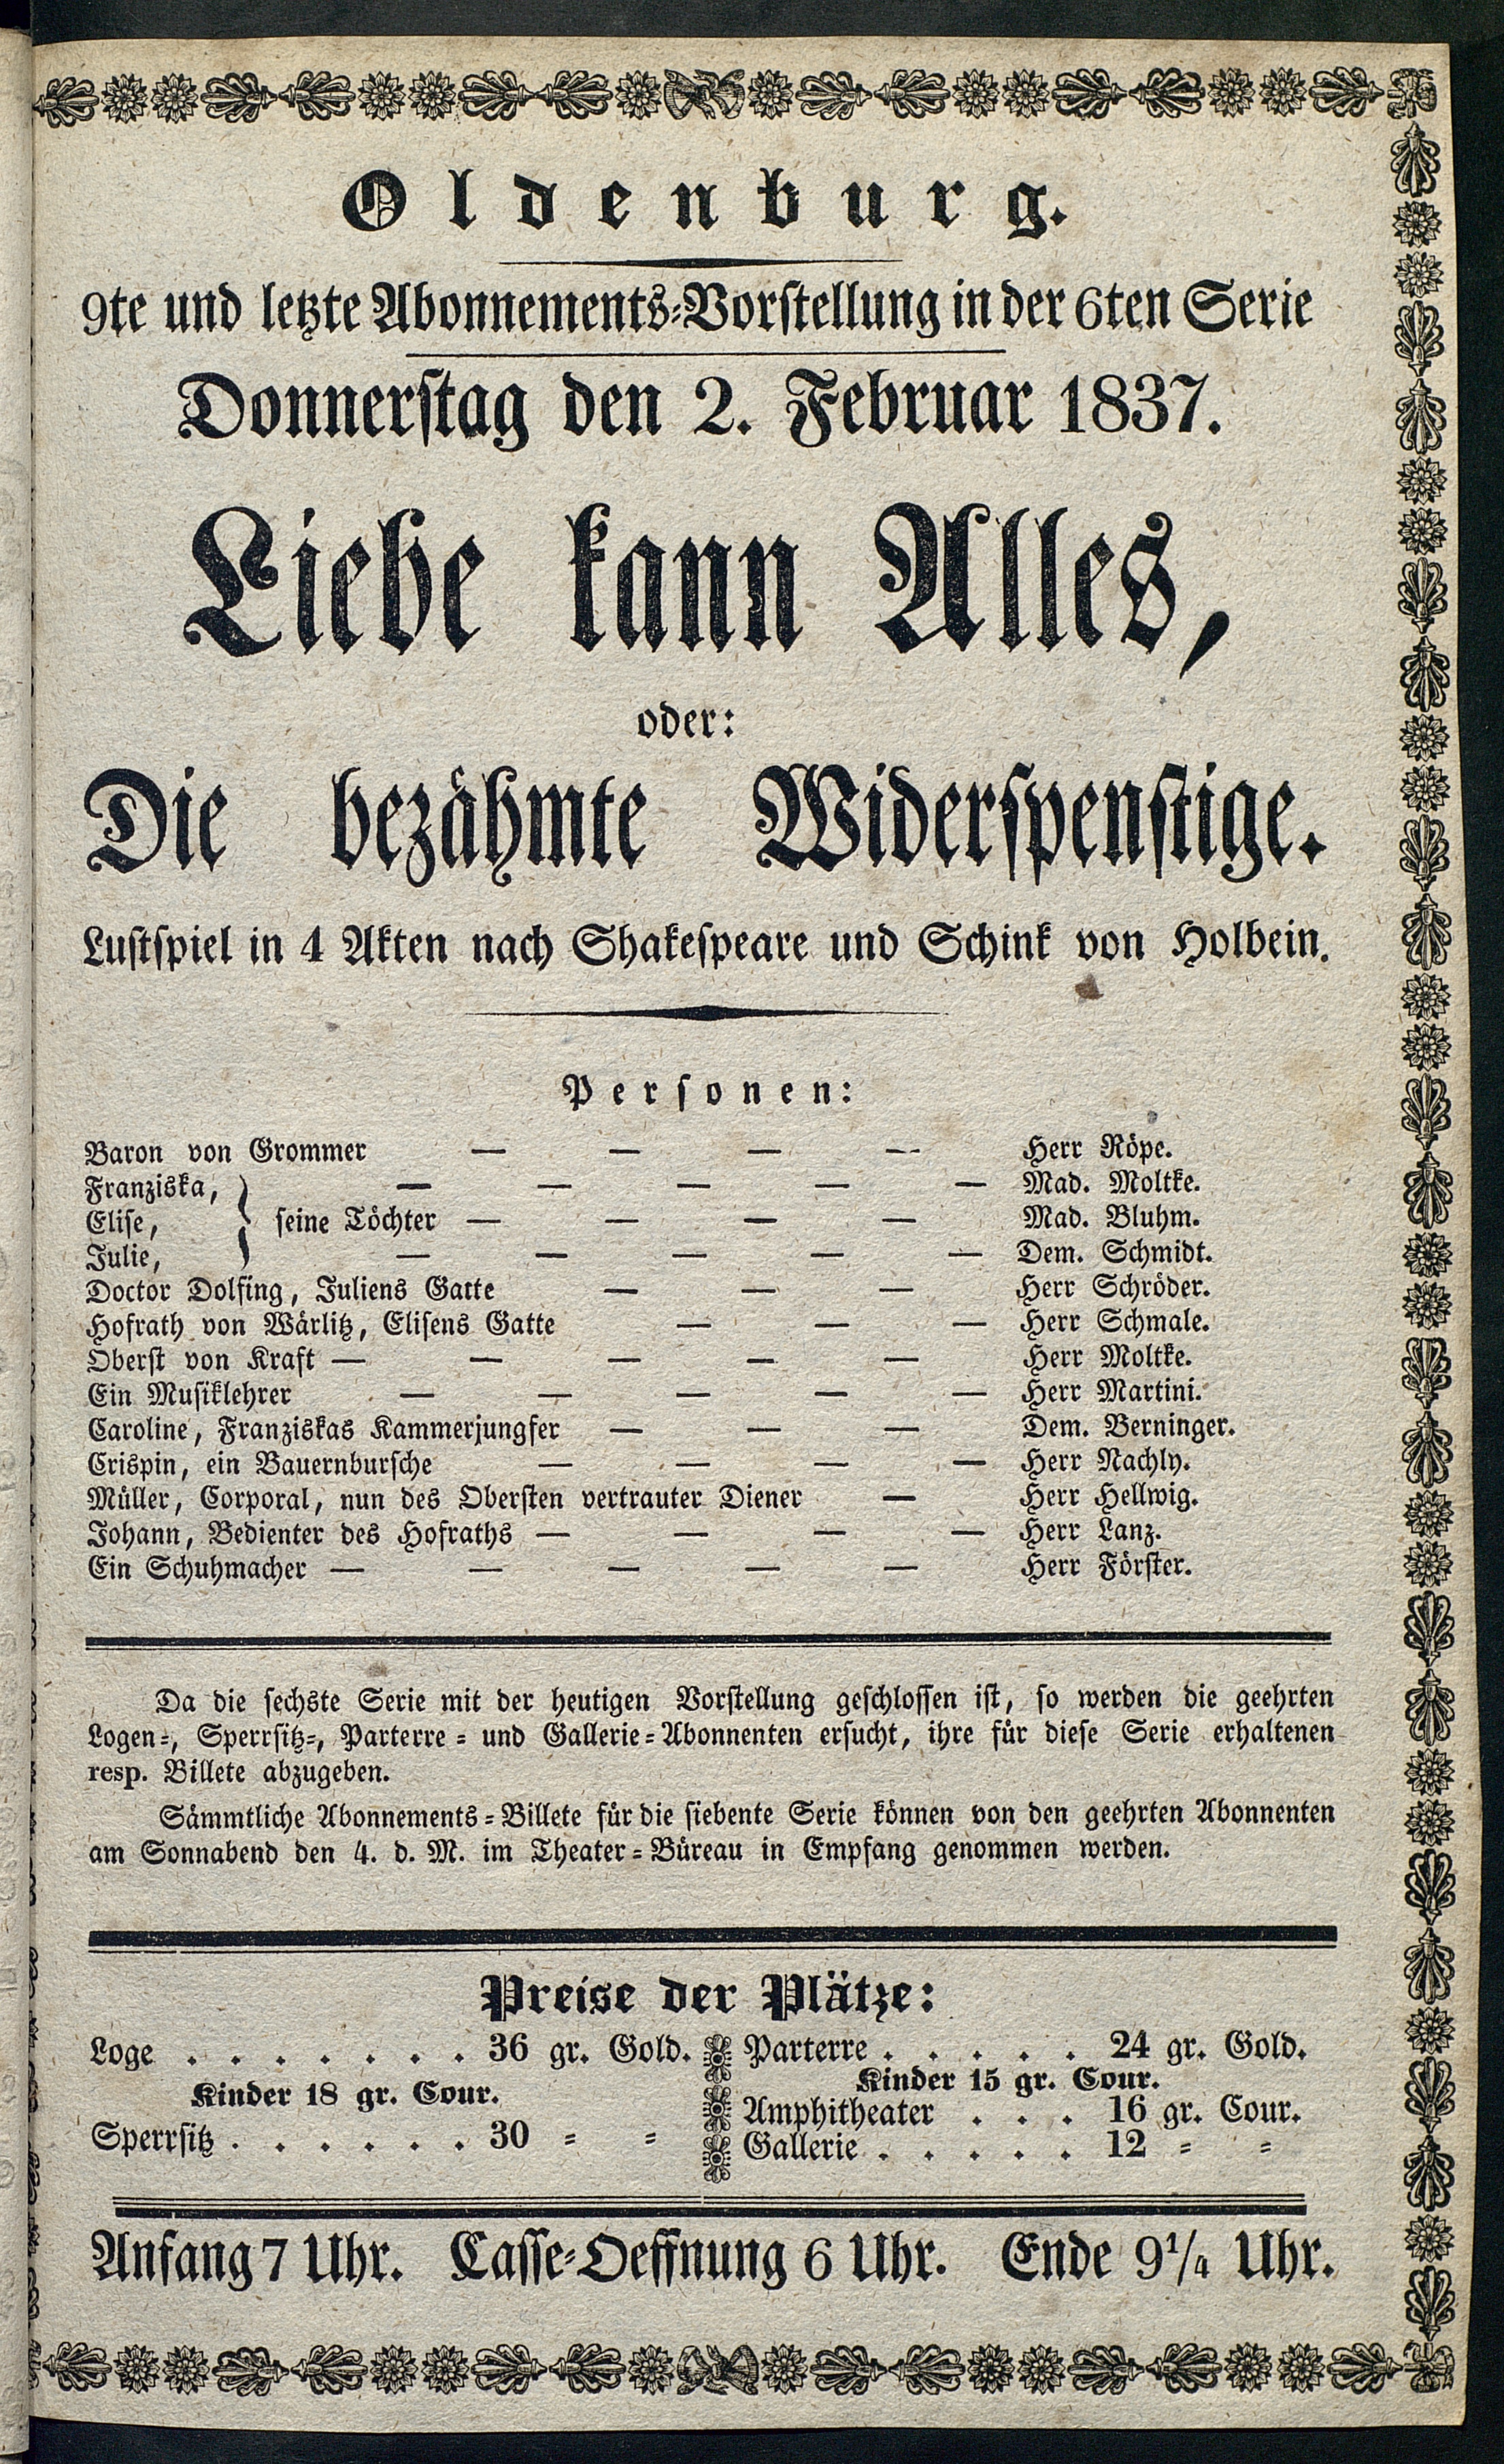 Oldenburg.
9te und letzte Abonnements-Vorstellung in der 6ten Serie
Donnerstag den 2. Februar 1837.
Liebe kann Alles,
oder:
Die bezähmte Widerspenstige.
Lustspiel in 4 Akten nach Shakespeare und Schink von Holbein.
Personen:
Baron von Grommer — — — — Herr Röpe.
Franziska, — — — — — Mad. Moltke.
Elise, } seine Töchter — — — — Mad. Bluhm.
Julie, — — — — — Dem. Schmidt.
Doctor Dolfing, Juliens Gatte — — — Herr Schröder.
Hofrath von Wärlitz, Elisens Gatte — — — Herr Schmale.
Oberst von Kraft — — — — — Herr Moltke.
Ein Musiklehrer — — — — — Herr Martini.
Caroline, Franziskas Kammerjungfer — — — Dem. Berninger.
Crispin, ein Bauernbursche — — — — Herr Nachly.
Müller, Corporal, nun des Obersten vertrauter Diener — Herr Hellwig.
Johann, Bedienter des Hofraths — — — — Herr Lanz.
Ein Schuhmacher — — — — — Herr Förster.
Da die sechste Serie mit der heutigen Vorstellung geschlossen ist, so werden die geehrten
Logen-, Sperrsitz-, Parterre- und Gallerie-Abonnenten ersucht, ihre für diese Serie erhaltenen
resp. Billete abzugeben.
Sämmtliche Abonnements-Billete für die siebente Serie können von den geehrten Abonnenten
am Sonnabend den 4. d. M. im Theater-Büreau in Empfang genommen werden.
Preise der Plätze:
Loge . . . . . . . 36 gr. Gold.
Kinder 18 gr. Cour.
Sperrsitz . . . . . . 30 = =
Parterre . . . . . 24 gr. Gold.
Kinder 15 gr. Cour.
Amphitheater . . . 16 gr. Cour.
Gallerie . . . . . 12 = =
Anfang 7 Uhr. Casse-Oeffnung 6 Uhr. Ende 9¼ Uhr.